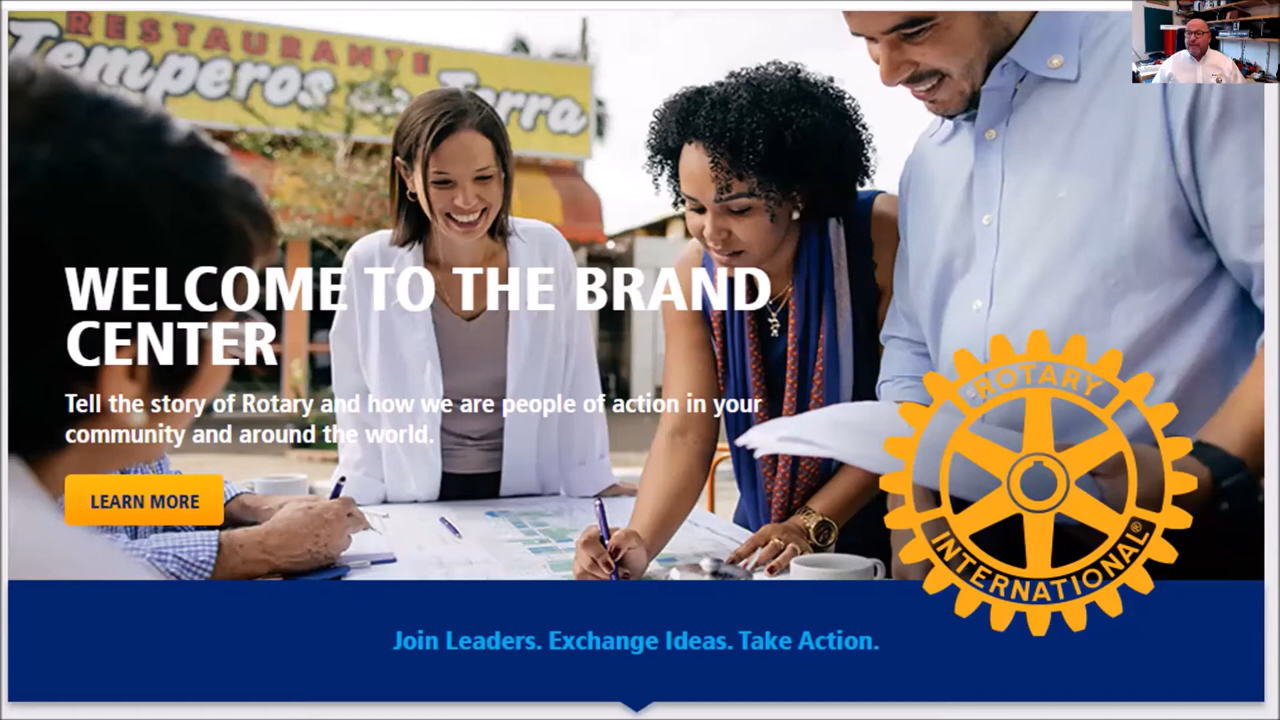 RESTAURANTE
Temperos da Terra
WELCOME TO THE BRAND
CENTER
Tell the story of Rotary and how we are people of action in your
community and around the world.
LEARN MORE
ROTARY
INTERNATIONAL®
Join Leaders. Exchange Ideas. Take Action.